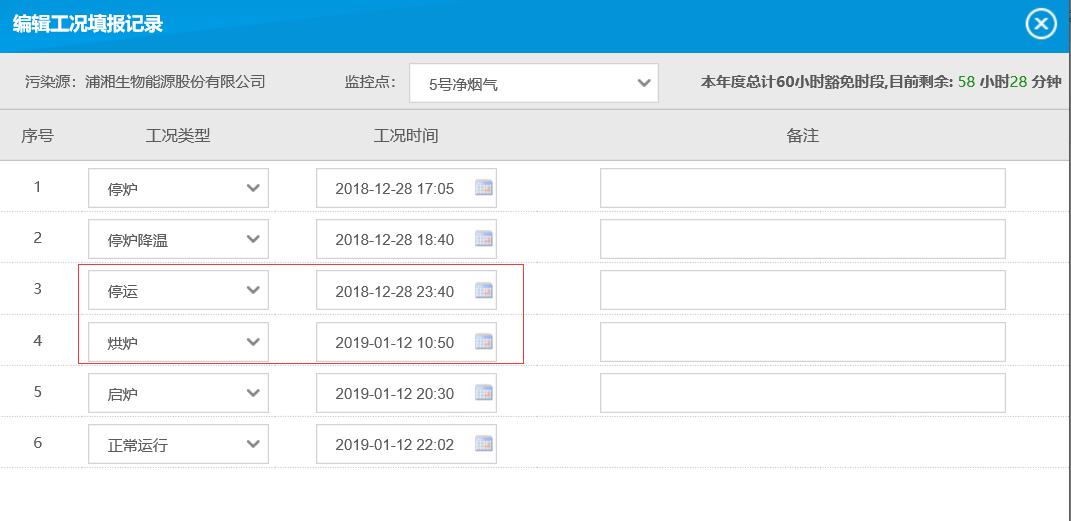 编辑工况填报记录
污染源：浦湘生物能源股份有限公司 监控点： 5号净烟气 本年度总计60小时豁免时段,目前剩余: 58 小时28 分钟
序号 工况类型 工况时间 备注
1 停炉 2018-12-28 17:05
2 停炉降温 2018-12-28 18:40
3 停运 2018-12-28 23:40
4 烘炉 2019-01-12 10:50
5 启炉 2019-01-12 20:30
6 正常运行 2019-01-12 22:02